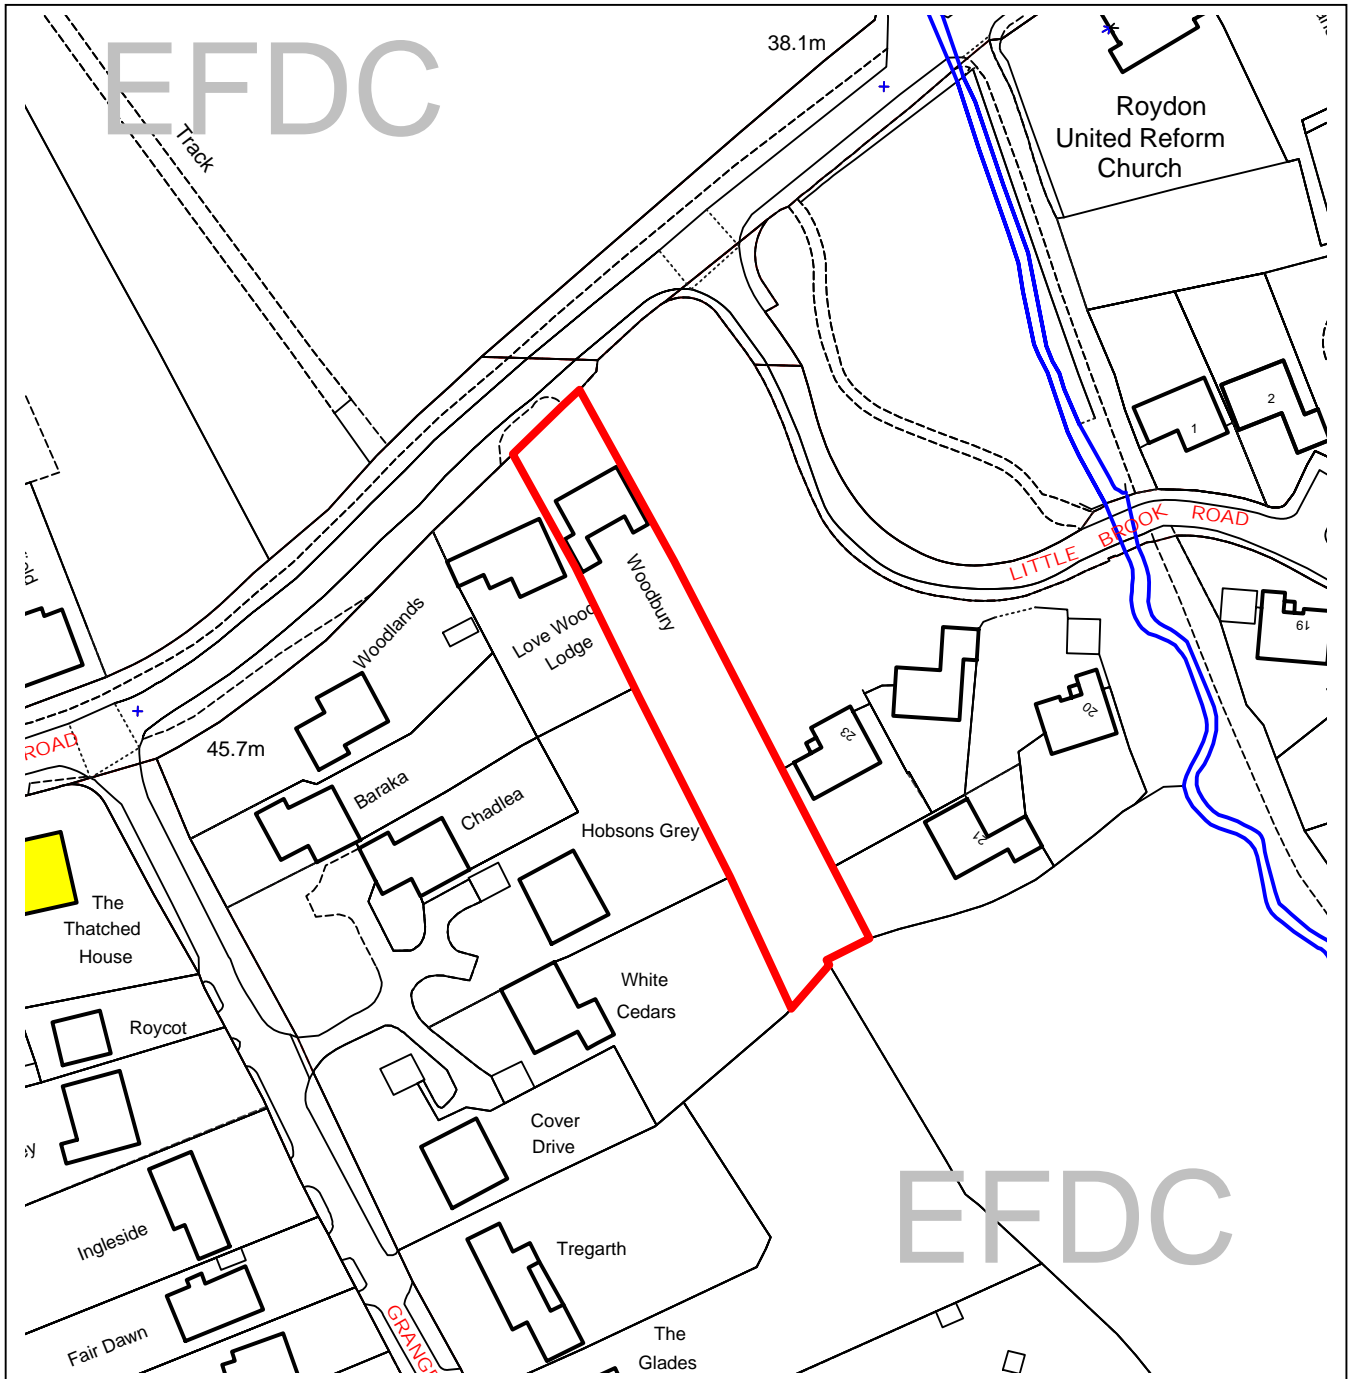 EFDC
38.1m
Track
Roydon
United Reform
Church
1
2
LITTLE BROOK ROAD
Woodbury
Love Wood
Lodge
Woodlands
19
20
23
21
ROAD
45.7m
Baraka
Chadlea
Hobsons Grey
The
Thatched
House
White
Cedars
Roycot
Cover
Drive
Ingleside
Tregarth
EFDC
Fair Dawn
GRANGE
The
Glades